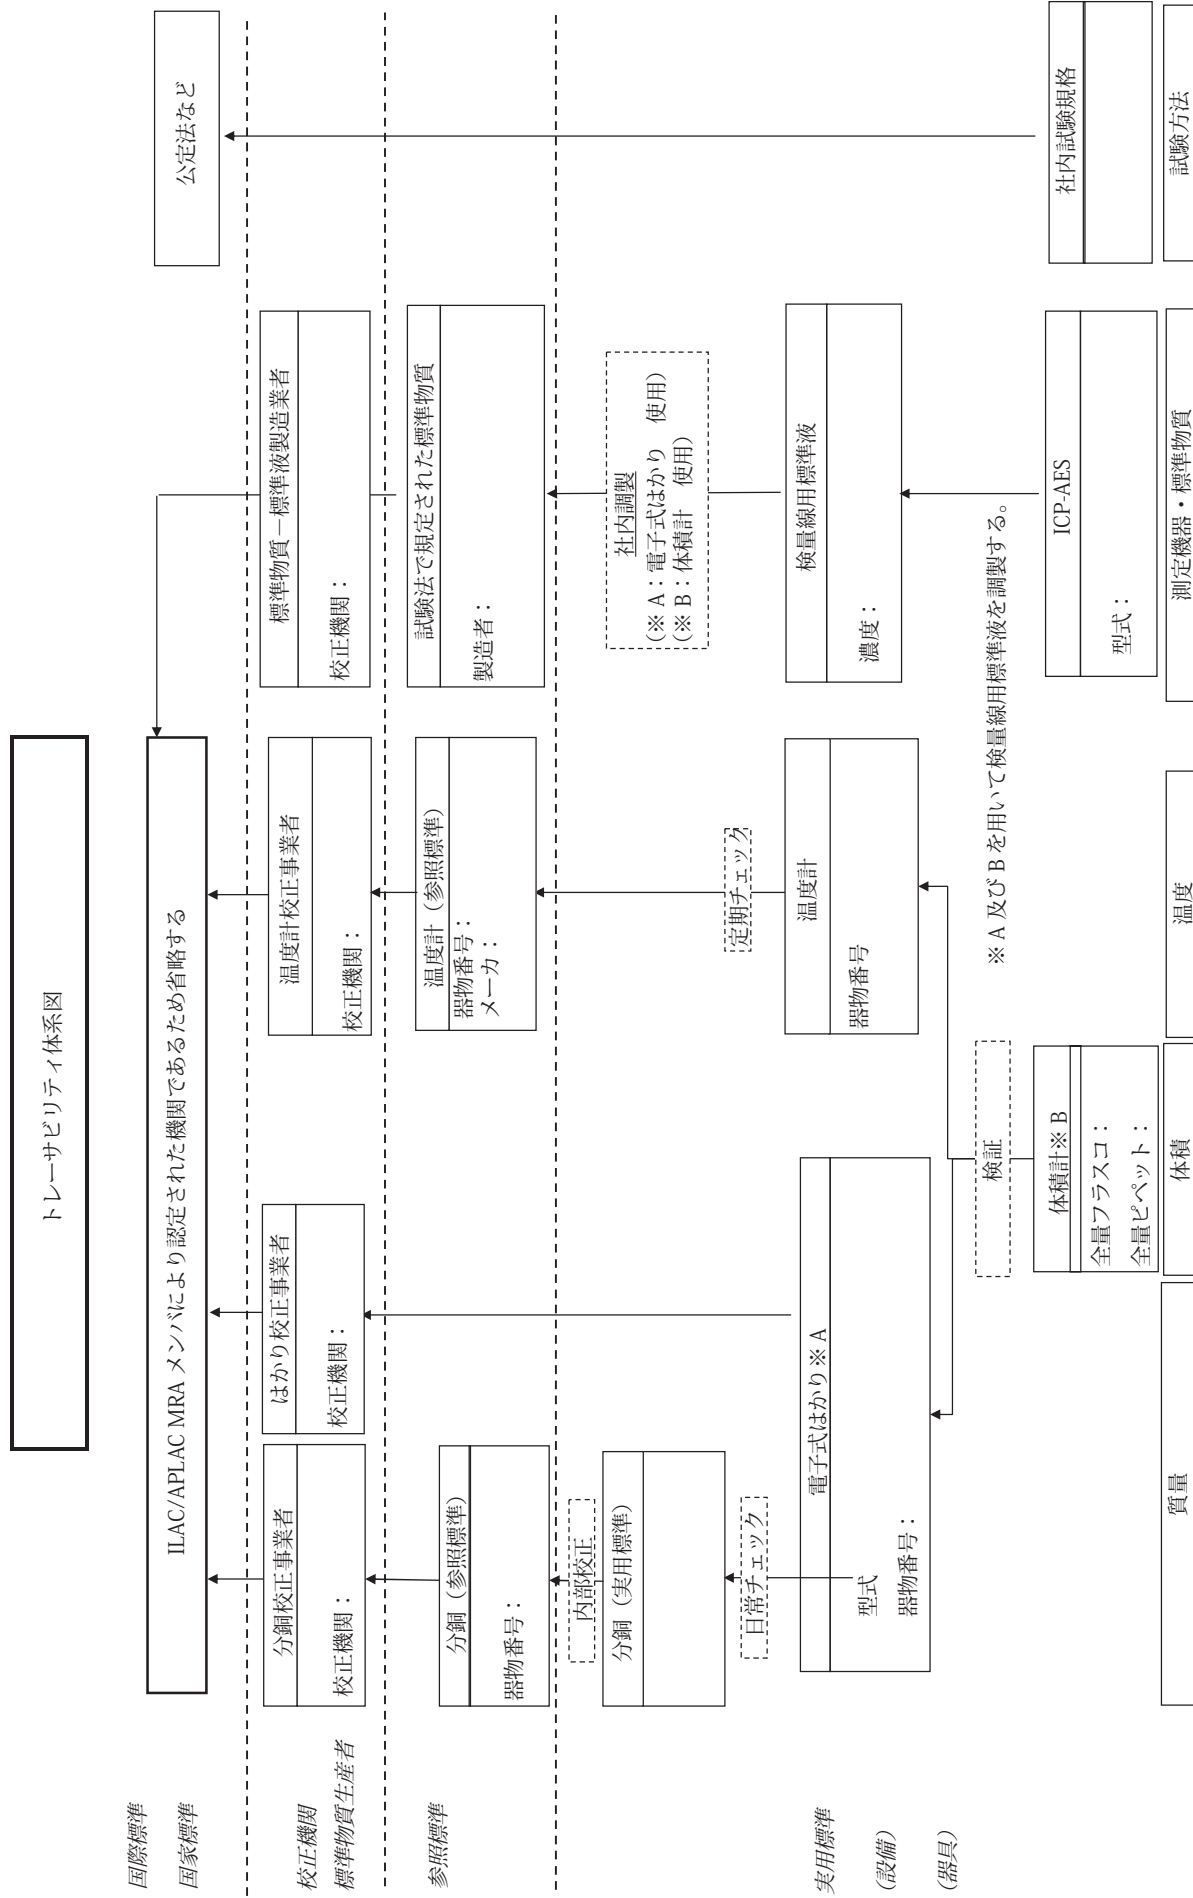 トレーサビリティ体系図
国際標準
国家標準
ILAC/APLAC MRA メンバにより認定された機関であるため省略する
公定法など
校正機関
標準物質生産者
分銅校正事業者
校正機関：
はかり校正事業者
校正機関：
温度計校正事業者
校正機関：
標準物質－標準液製造業者
校正機関：
参照標準
分銅（参照標準）
器物番号：
温度計（参照標準）
器物番号：
メーカ：
試験法で規定された標準物質
製造者：
内部校正
分銅（実用標準）
日常チェック
定期チェック
社内調製
（※ A：電子式はかり　使用）
（※ B：体積計　使用）
実用標準
（設備）
（器具）
電子式はかり※ A
型式
器物番号：
温度計
器物番号
検量線用標準液
濃度：
検証
※ A 及び B を用いて検量線用標準液を調製する。
体積計※ B
全量フラスコ：
全量ピペット：
ICP-AES
型式：
社内試験規格
質量
体積
温度
測定機器・標準物質
試験方法